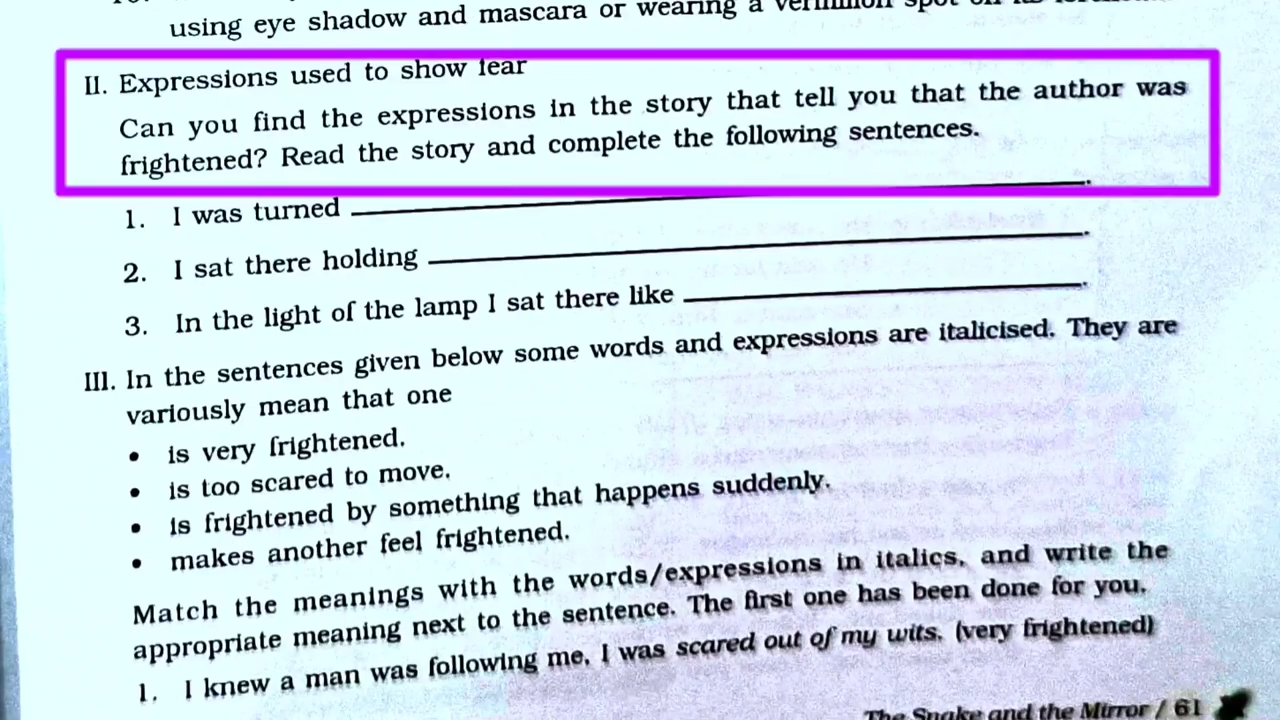 using eye shadow and mascara or wearing a vermilion spot on its
II. Expressions used to show fear
Can you find the expressions in the story that tell you that the author was
frightened? Read the story and complete the following sentences.
1. I was turned ______.
2. I sat there holding ______.
3. In the light of the lamp I sat there like ______.
III. In the sentences given below some words and expressions are italicised. They are
variously mean that one
• is very frightened.
• is too scared to move.
• is frightened by something that happens suddenly.
• makes another feel frightened.
Match the meanings with the words/expressions in italics, and write the
appropriate meaning next to the sentence. The first one has been done for you.
1. I knew a man was following me, I was scared out of my wits. (very frightened)
The Snake and the Mirror / 61